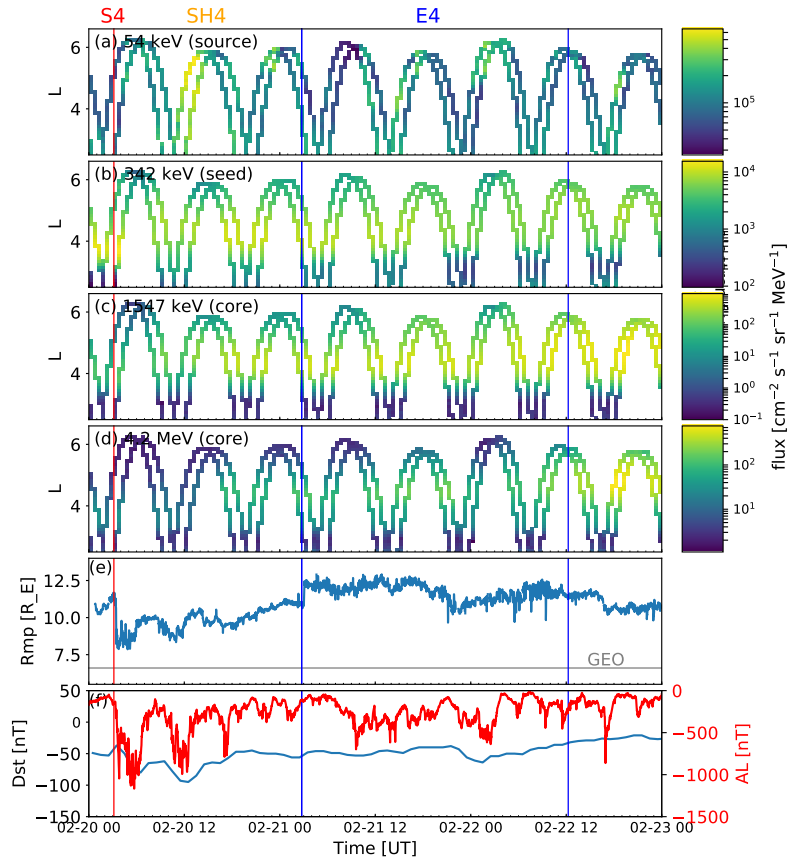 S4 SH4 E4
(a) 54 keV (source)
6
4
L
10⁵
(b) 342 keV (seed)
6
4
L
10⁴
10³
10²
(c) 1547 keV (core)
6
4
L
10²
10¹
10⁰
10⁻¹
(d) 4.2 MeV (core)
6
4
L
10²
10¹
flux [cm⁻² s⁻¹ sr⁻¹ MeV⁻¹]
(e)
12.5
10.0
7.5
Rmp [R_E]
GEO
(f)
50
0
−50
−100
−150
Dst [nT]
0
−500
−1000
−1500
AL [nT]
02-20 00 02-20 12 02-21 00 02-21 12 02-22 00 02-22 12 02-23 00
Time [UT]